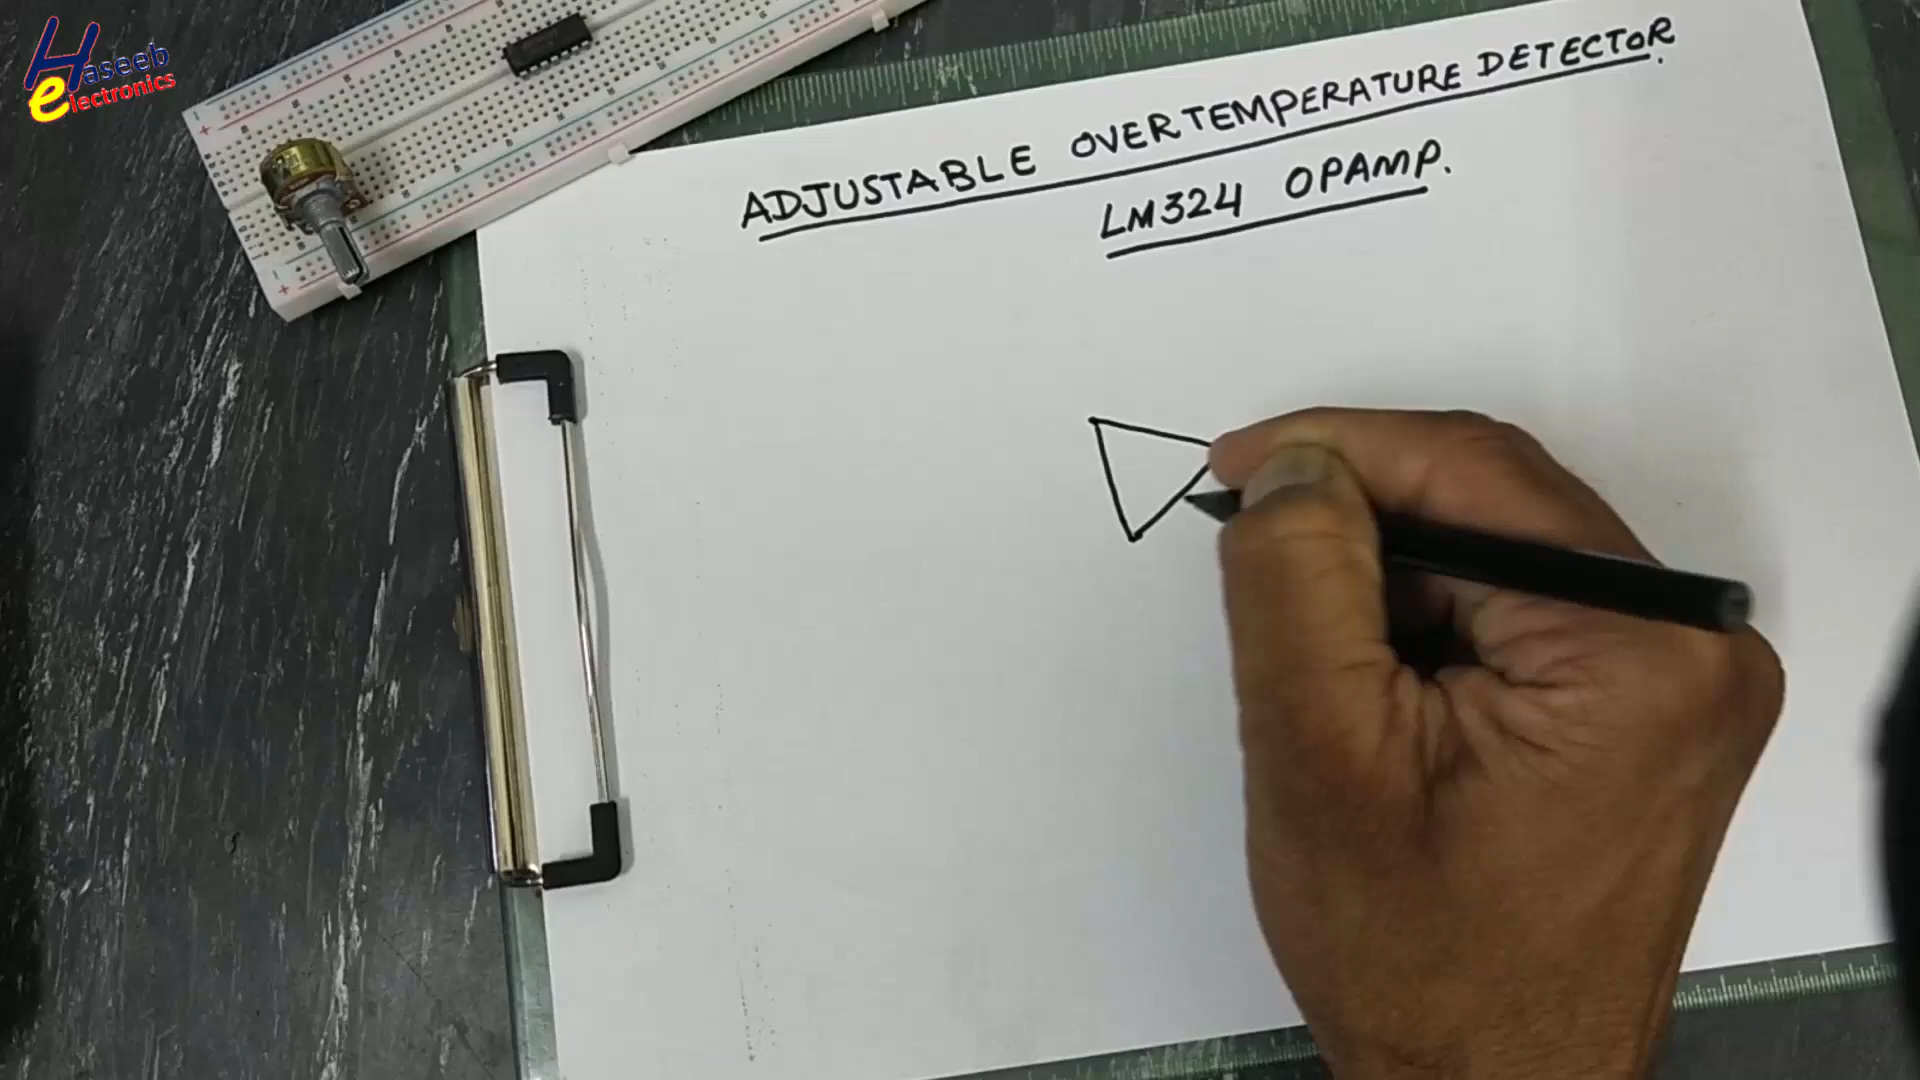 Haseeb
electronics
ADJUSTABLE OVERTEMPERATURE DETECTOR.
LM324 OPAMP.